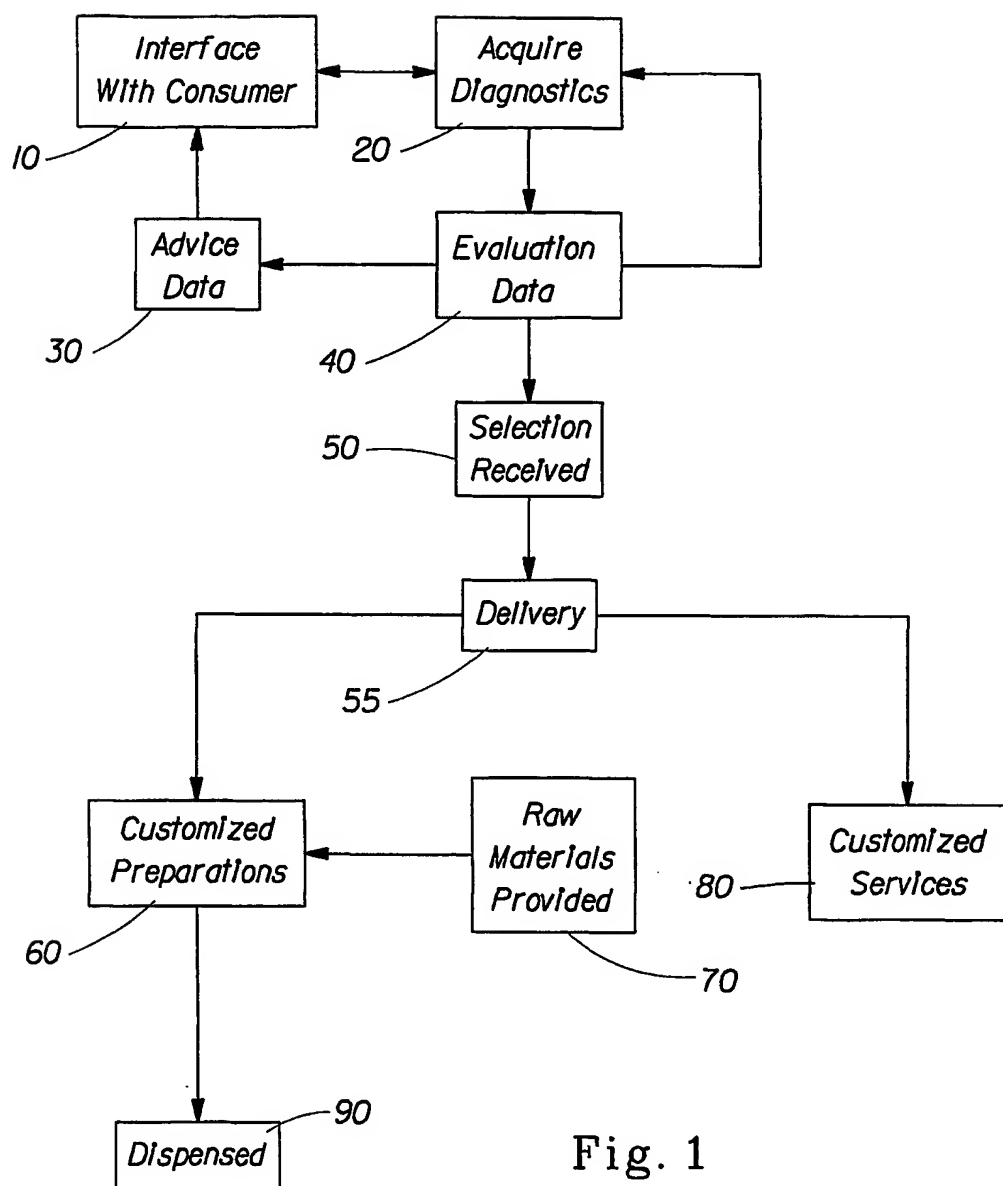 Interface
With Consumer
10
Acquire
Diagnostics
20
Advice
Data
30
Evaluation
Data
40
50
Selection
Received
Delivery
55
Customized
Preparations
60
Raw
Materials
Provided
70
80
Customized
Services
90
Dispensed
Fig. 1